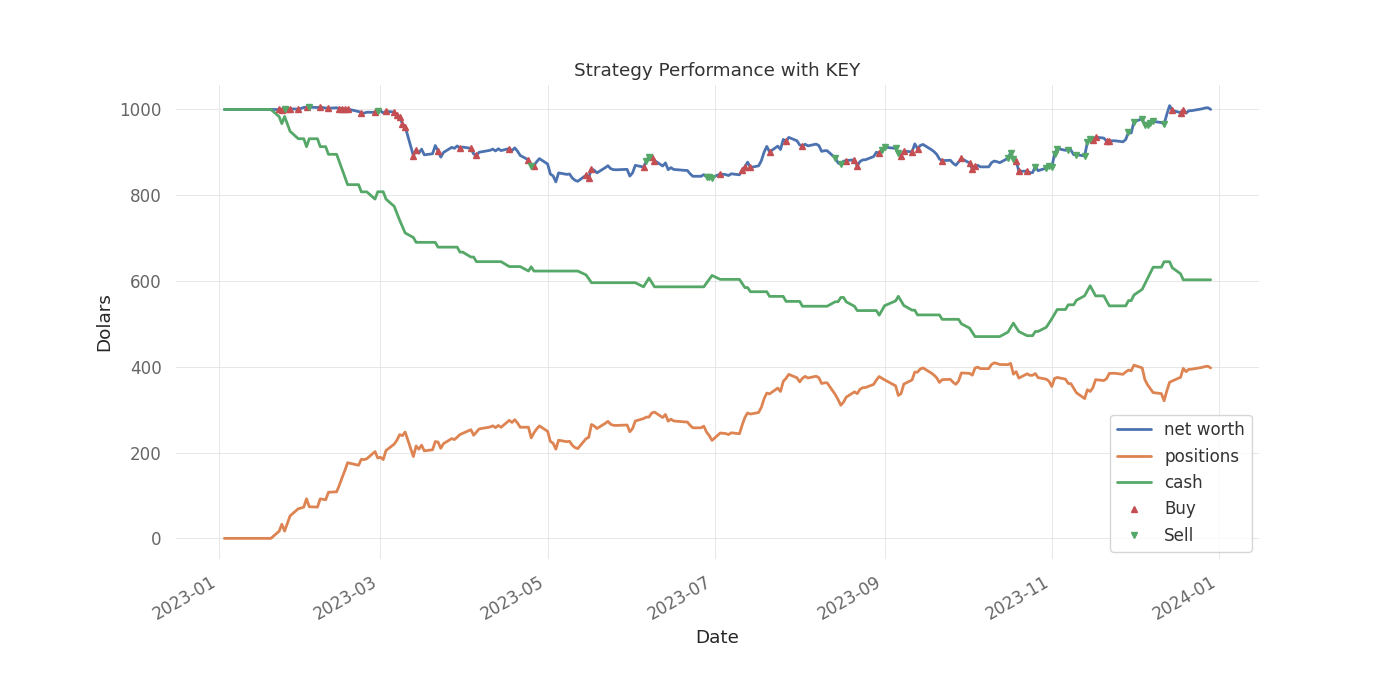 Strategy Performance with KEY
1000
800
600
400
200
0
Dolars
2023-01
2023-03
2023-05
2023-07
2023-09
2023-11
2024-01
Date
net worth
positions
cash
Buy
Sell